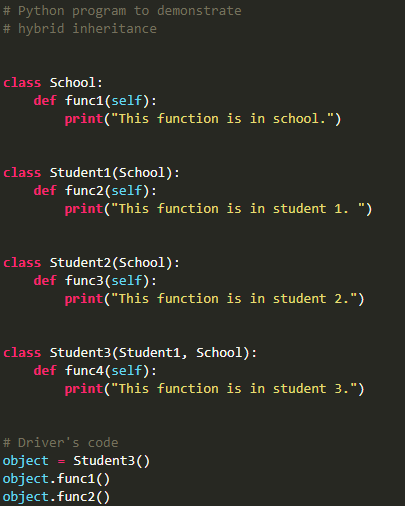 # Python program to demonstrate
# hybrid inheritance
class School:
    def func1(self):
        print("This function is in school.")
class Student1(School):
    def func2(self):
        print("This function is in student 1. ")
class Student2(School):
    def func3(self):
        print("This function is in student 2.")
class Student3(Student1, School):
    def func4(self):
        print("This function is in student 3.")
# Driver's code
object = Student3()
object.func1()
object.func2()